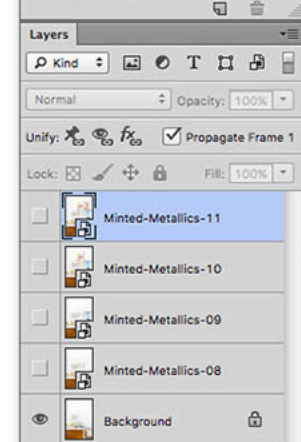 Layers
Kind T
Normal Opacity: 100%
Unify: Propagate Frame 1
Lock: Fill: 100%
Minted-Metallics-11
Minted-Metallics-10
Minted-Metallics-09
Minted-Metallics-08
Background